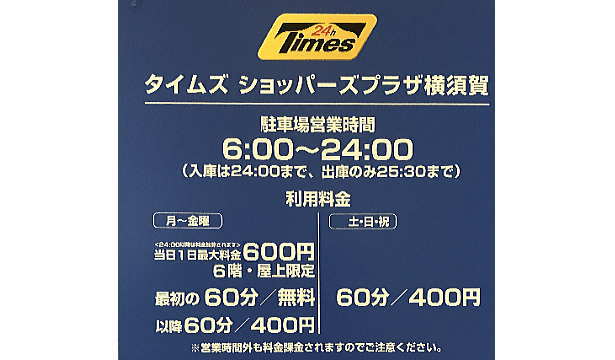 24h
Times
タイムズ ショッパーズプラザ横須賀
駐車場営業時間
6:00〜24:00
(入庫は24:00まで、出庫のみ25:30まで)
利用料金
月〜金曜
土・日・祝
当日1日最大料金 600円
6階・屋上限定
最初の 60分／無料
以降 60分／400円
60分／400円
※営業時間外も料金課金されますのでご注意ください。